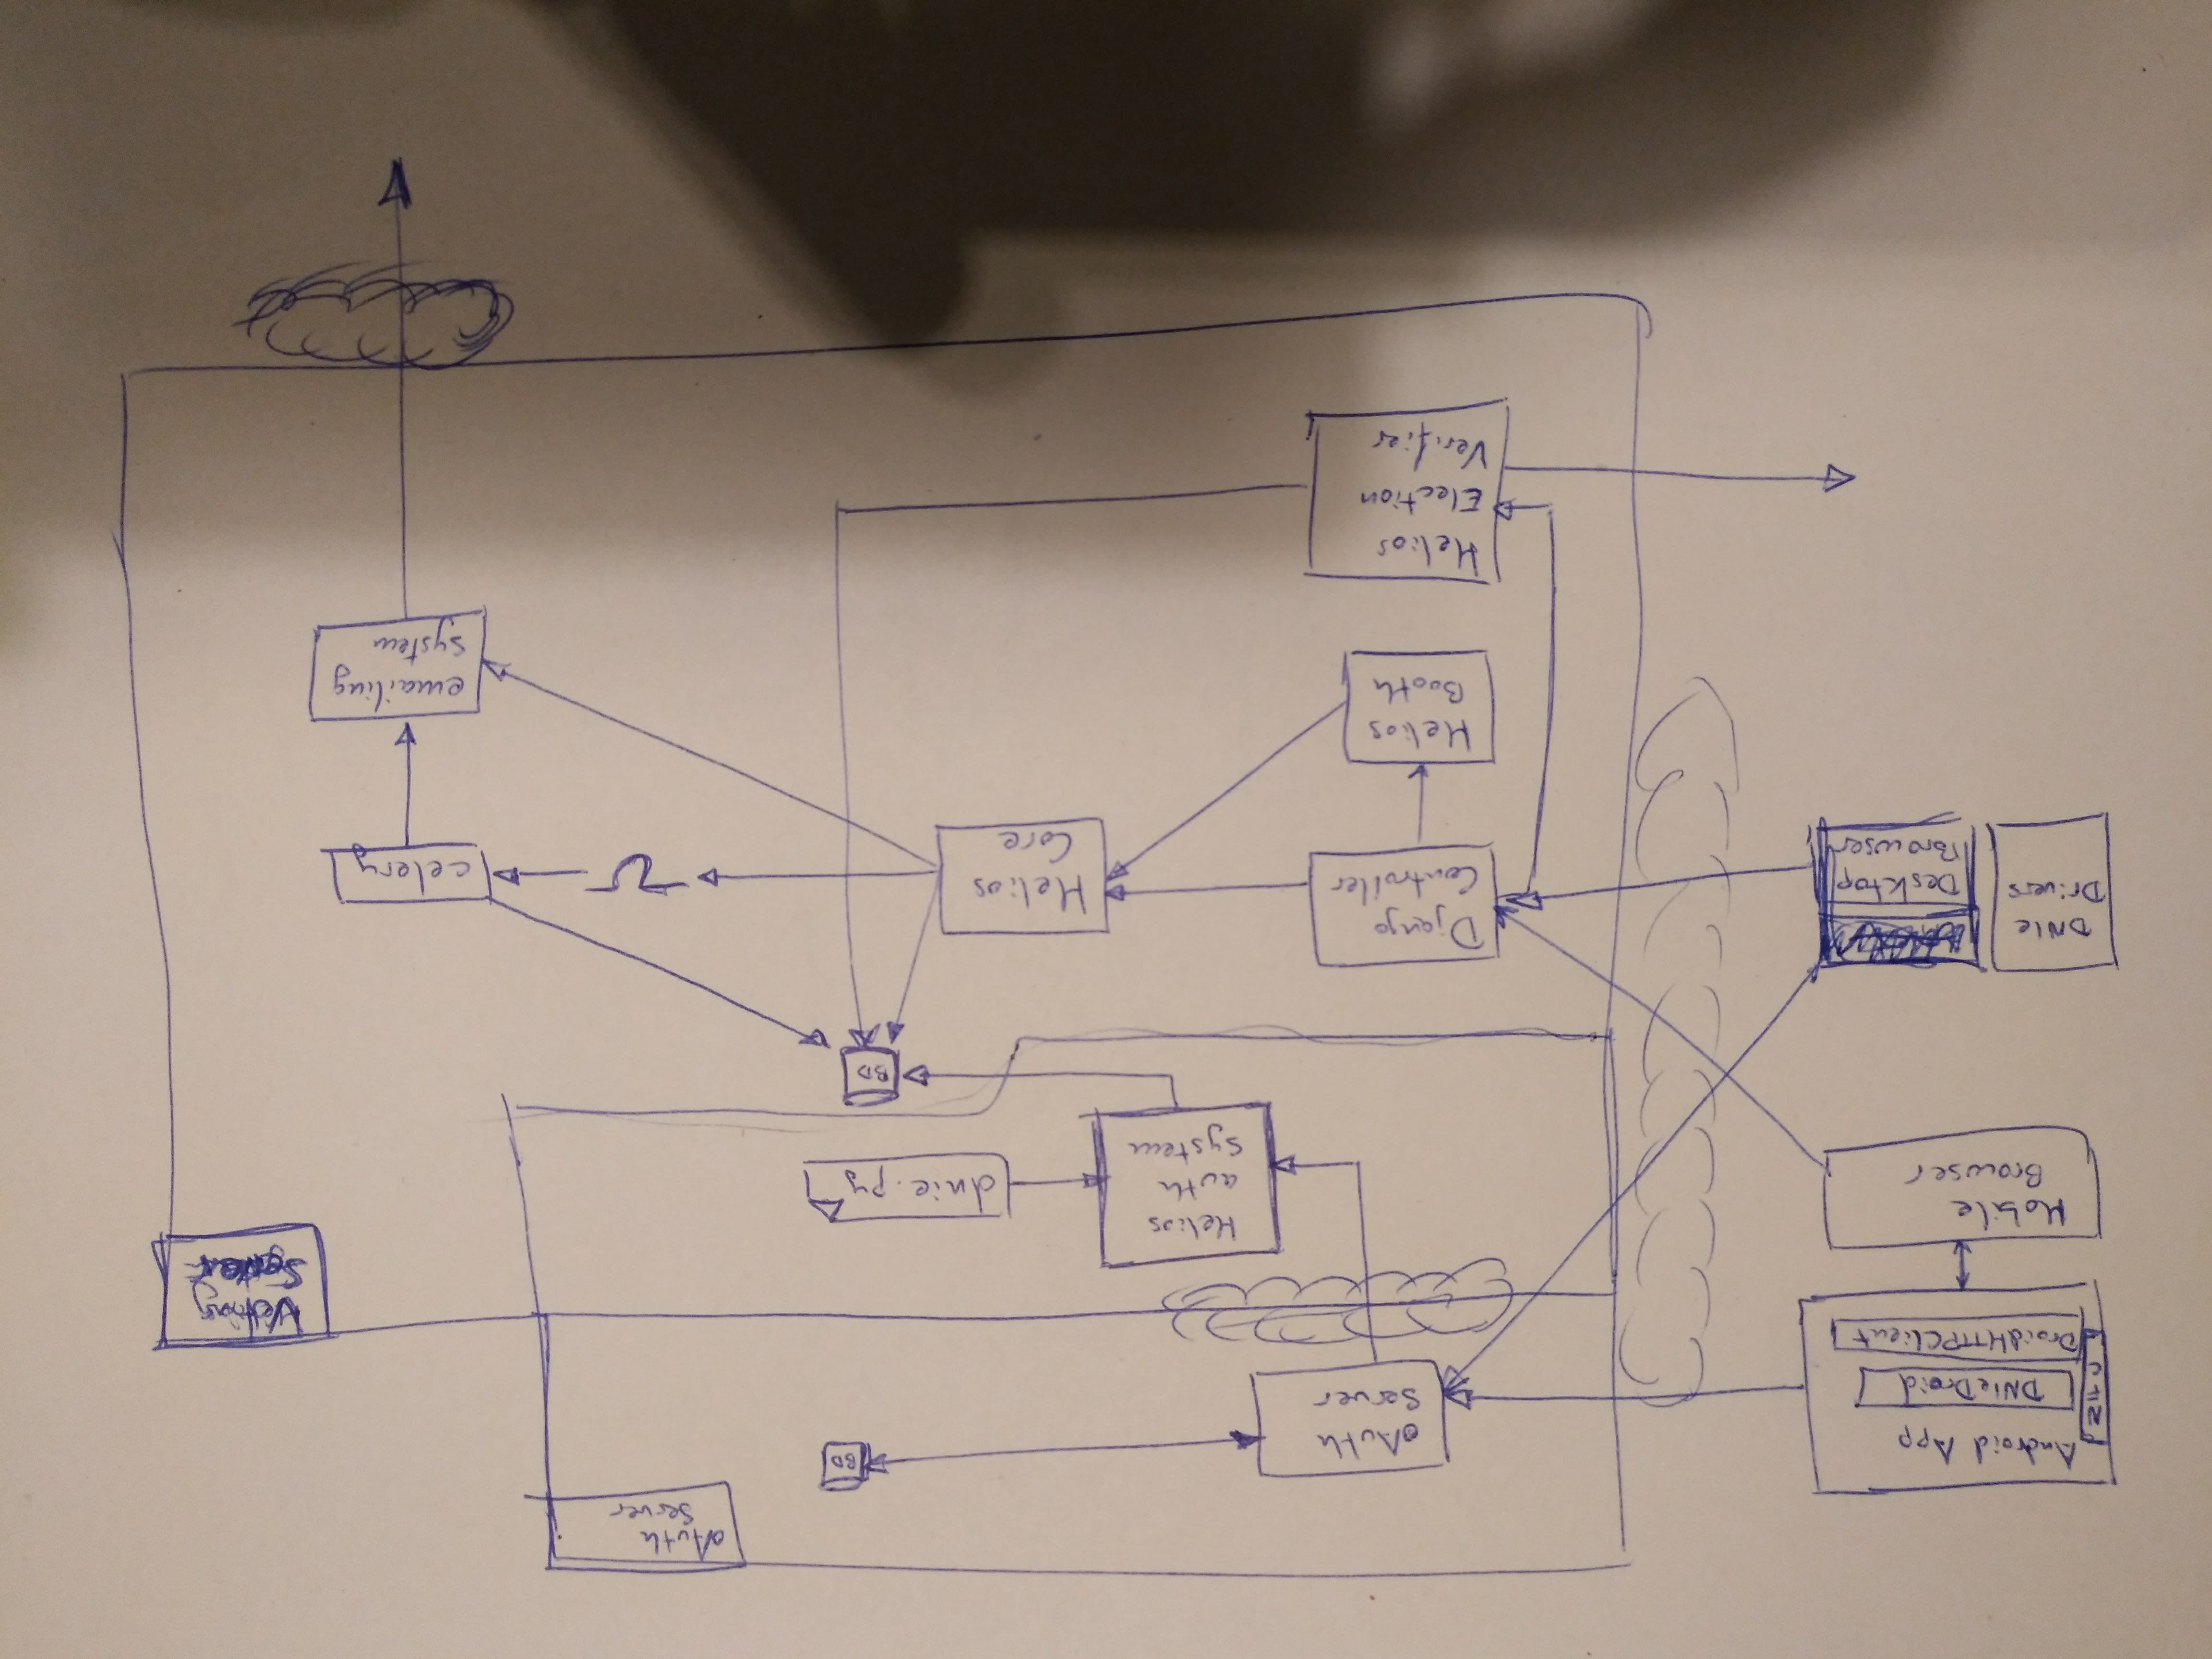 oAuth
Server
Android App
DNIeDroid
DroidHTTPClient
NFC
oAuth
Server
BD
Mobile
Browser
Voting
Server
Helios
auth
system
dnie.py
BD
DNIe
Drivers
Desktop
Browser
Django
Controller
Helios
Core
celery
Helios
Booth
emailing
system
Helios
Election
Verifier